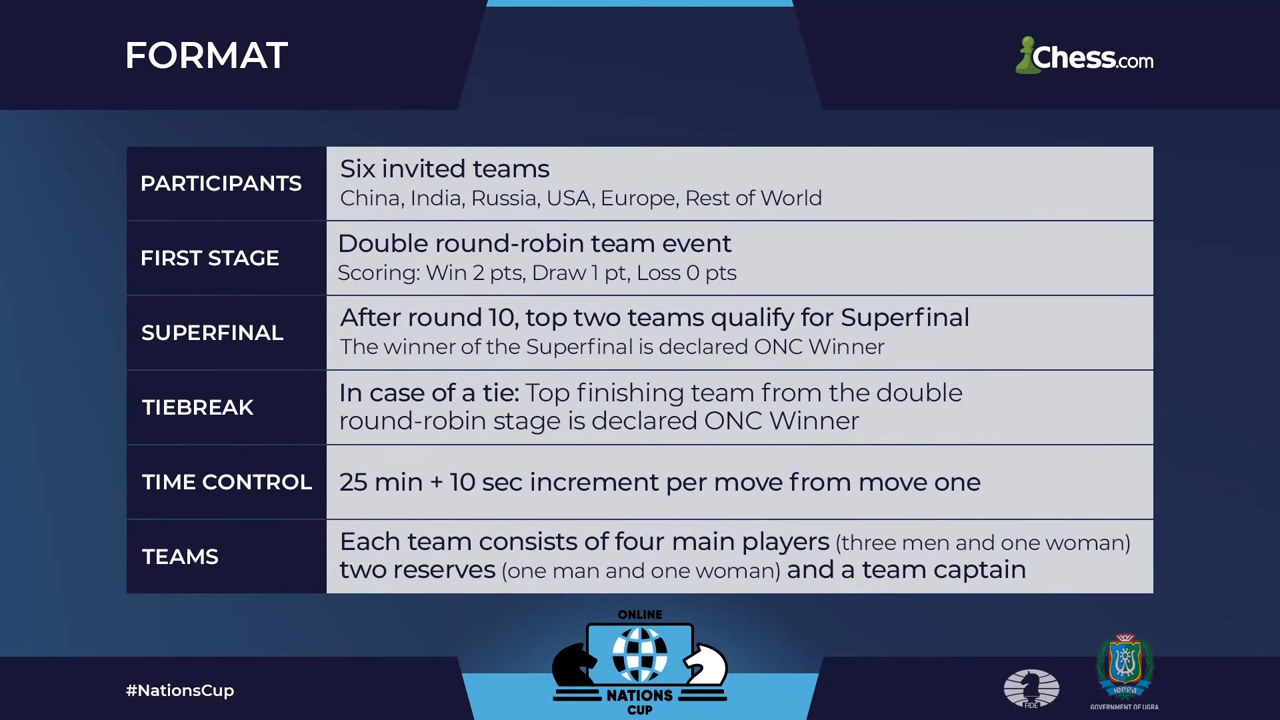 FORMAT
Chess.com
PARTICIPANTS
Six invited teams
China, India, Russia, USA, Europe, Rest of World
FIRST STAGE
Double round-robin team event
Scoring: Win 2 pts, Draw 1 pt, Loss 0 pts
SUPERFINAL
After round 10, top two teams qualify for Superfinal
The winner of the Superfinal is declared ONC Winner
TIEBREAK
In case of a tie: Top finishing team from the double
round-robin stage is declared ONC Winner
TIME CONTROL
25 min + 10 sec increment per move from move one
TEAMS
Each team consists of four main players (three men and one woman)
two reserves (one man and one woman) and a team captain
ONLINE
NATIONS
CUP
#NationsCup
FIDE
ЮГРА
GOVERNMENT OF UGRA